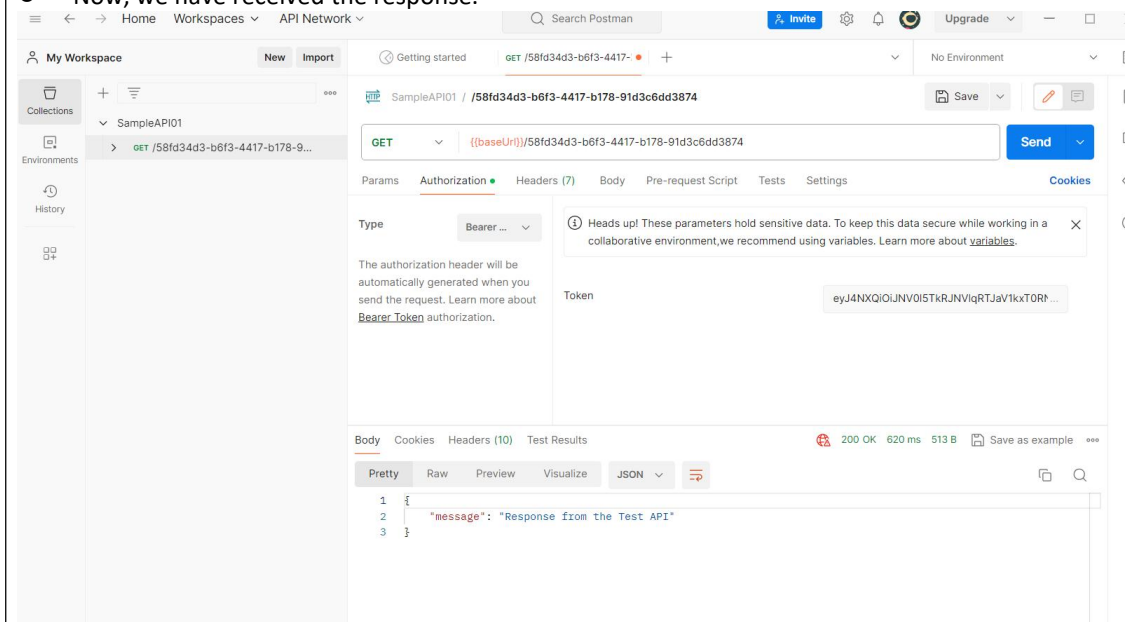 Now, we have received the response.
Home Workspaces API Network Search Postman Invite Upgrade
My Workspace New Import Getting started GET /58fd34d3-b6f3-4417- + No Environment
Collections
Environments
History
SampleAPI01
GET /58fd34d3-b6f3-4417-b178-9...
HTTP SampleAPI01 / /58fd34d3-b6f3-4417-b178-91d3c6dd3874 Save
GET {{baseUrl}}/58fd34d3-b6f3-4417-b178-91d3c6dd3874 Send
Params Authorization Headers (7) Body Pre-request Script Tests Settings Cookies
Type Bearer ...
The authorization header will be
automatically generated when you
send the request. Learn more about
Bearer Token authorization.
Heads up! These parameters hold sensitive data. To keep this data secure while working in a
collaborative environment,we recommend using variables. Learn more about variables.
Token
Body Cookies Headers (10) Test Results 200 OK 620 ms 513 B Save as example
Pretty Raw Preview Visualize JSON
1 {
2 "message": "Response from the Test API"
3 }